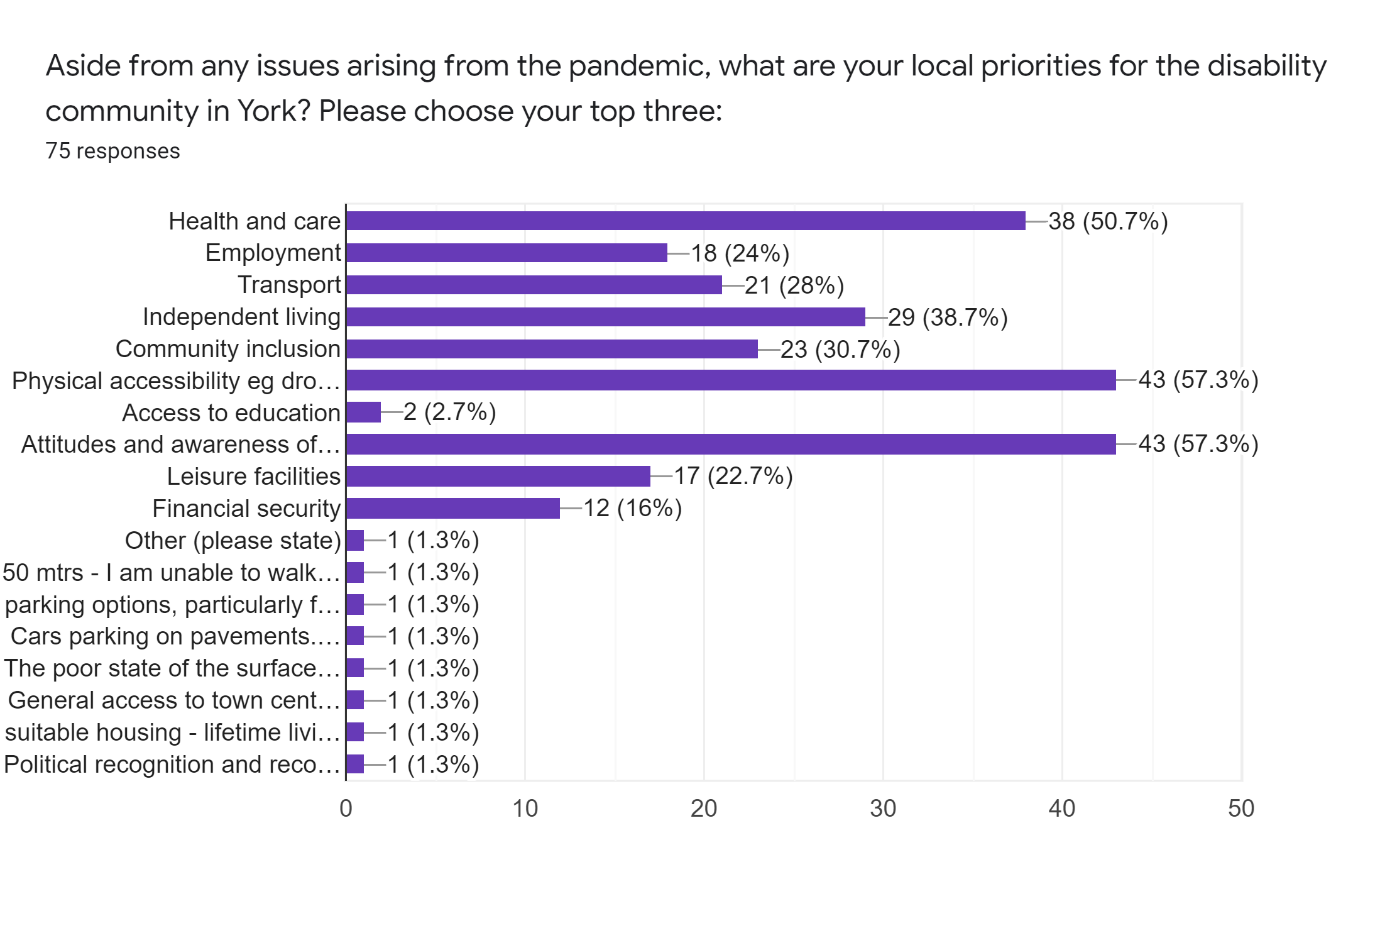 Aside from any issues arising from the pandemic, what are your local priorities for the disability
community in York? Please choose your top three:
75 responses
Health and care 38 (50.7%)
Employment 18 (24%)
Transport 21 (28%)
Independent living 29 (38.7%)
Community inclusion 23 (30.7%)
Physical accessibility eg dro… 43 (57.3%)
Access to education 2 (2.7%)
Attitudes and awareness of… 43 (57.3%)
Leisure facilities 17 (22.7%)
Financial security 12 (16%)
Other (please state) 1 (1.3%)
50 mtrs - I am unable to walk… 1 (1.3%)
parking options, particularly f… 1 (1.3%)
Cars parking on pavements.… 1 (1.3%)
The poor state of the surface… 1 (1.3%)
General access to town cent… 1 (1.3%)
suitable housing - lifetime livi… 1 (1.3%)
Political recognition and reco… 1 (1.3%)
0 10 20 30 40 50